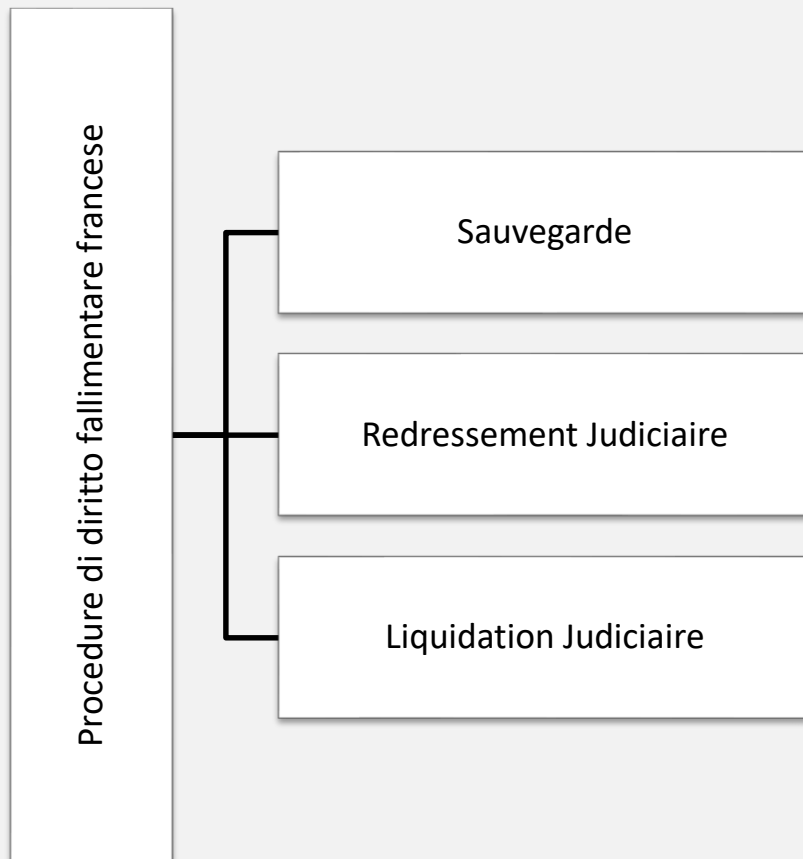 Procedure di diritto fallimentare francese
Sauvegarde
Redressement Judiciaire
Liquidation Judiciaire